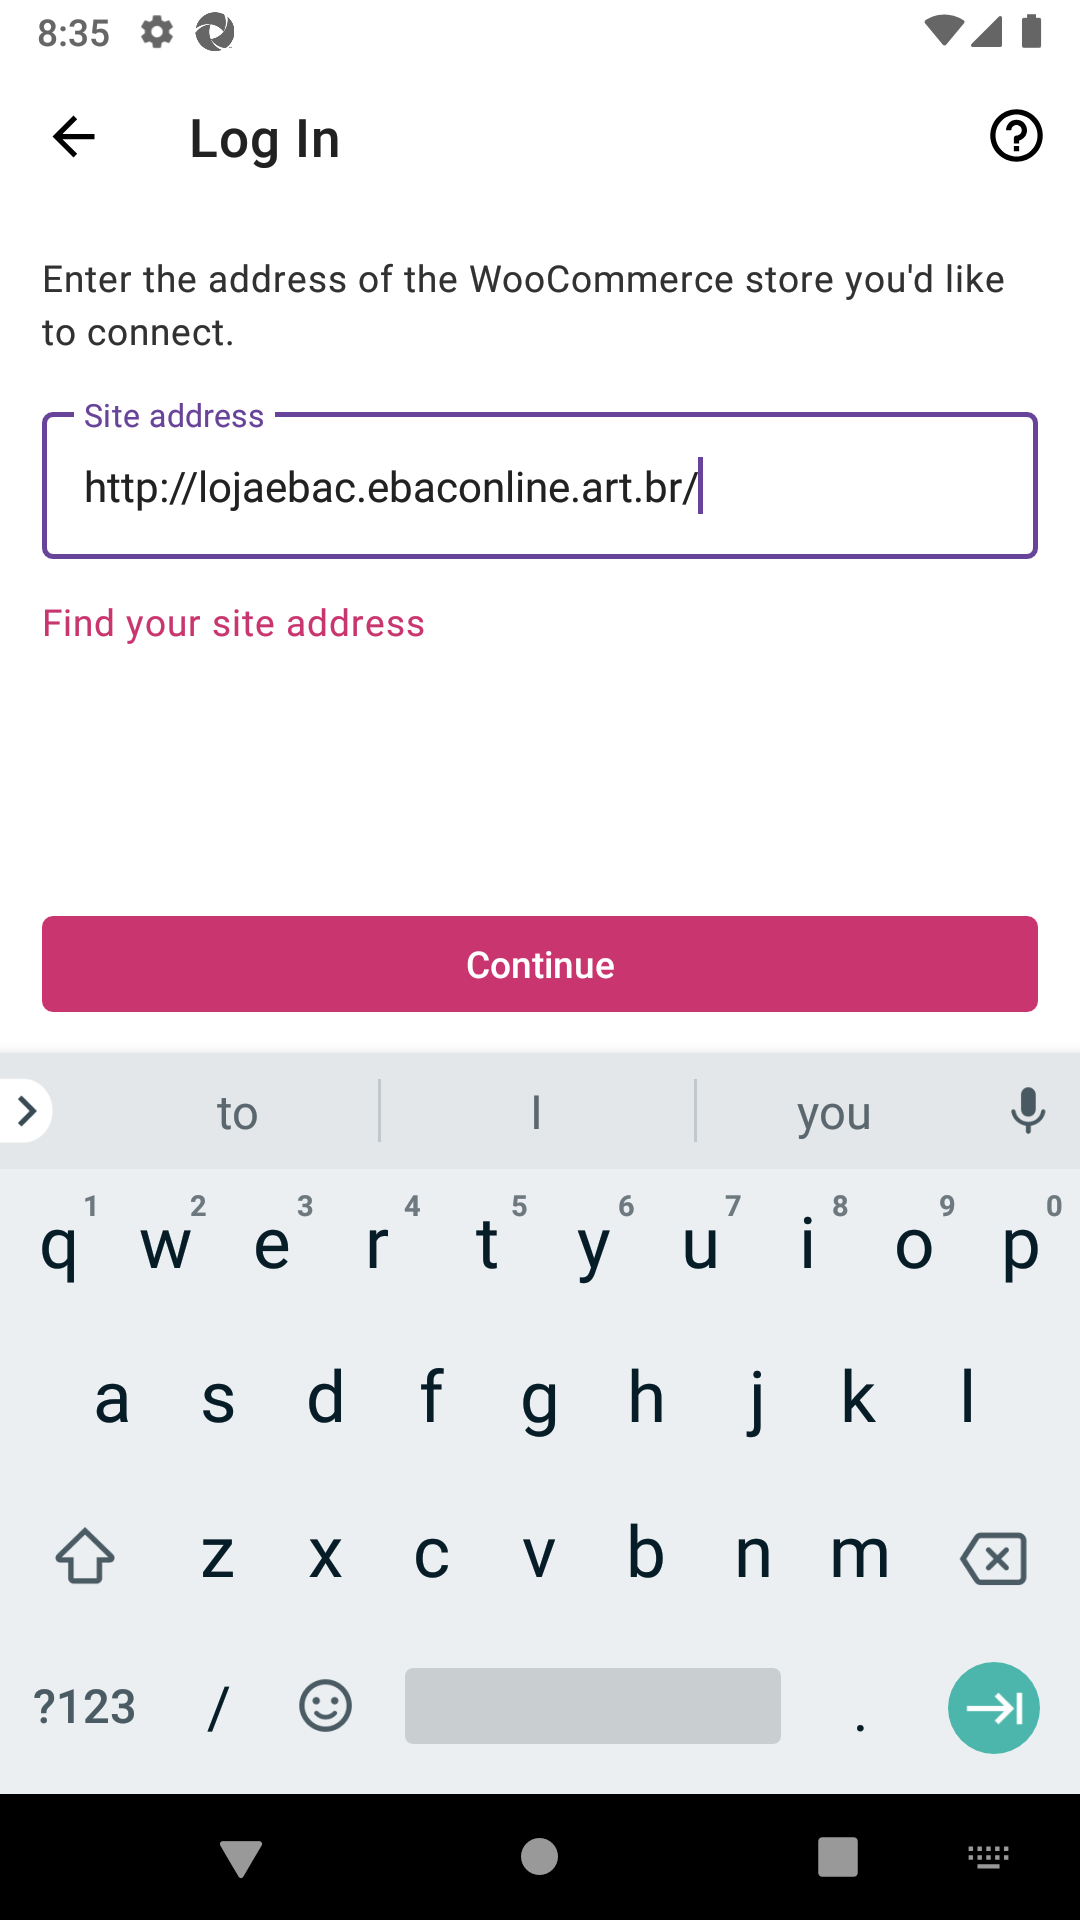 8:35
Log In
Enter the address of the WooCommerce store you'd like
to connect.
Site address
http://lojaebac.ebaconline.art.br/
Find your site address
Continue
to I you
1 2 3 4 5 6 7 8 9 0
q w e r t y u i o p
a s d f g h j k l
z x c v b n m
?123 / .